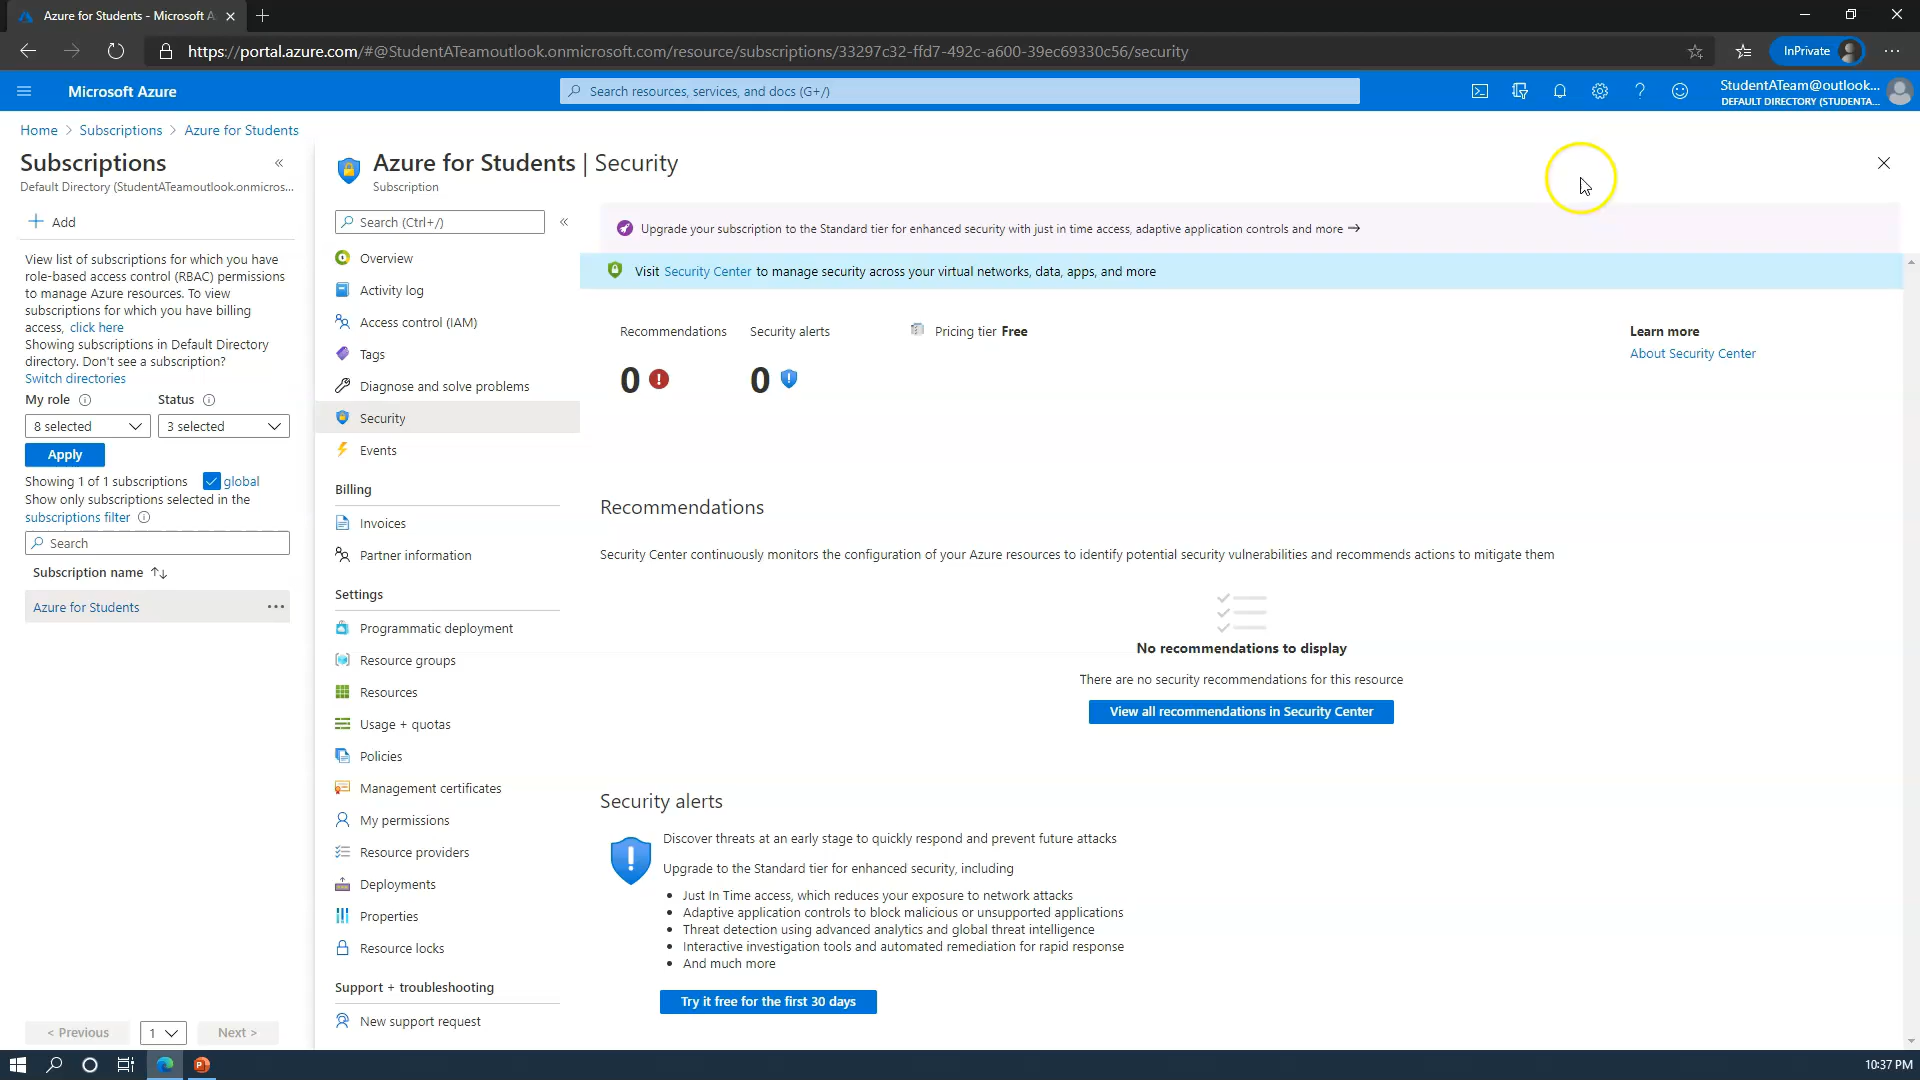 Azure for Students - Microsoft A
https://portal.azure.com/#@StudentATeamoutlook.onmicrosoft.com/resource/subscriptions/33297c32-ffd7-492c-a600-39ec69330c56/security
InPrivate
Microsoft Azure
Search resources, services, and docs (G+/)
StudentATeam@outlook...
DEFAULT DIRECTORY (STUDENTA...
Home > Subscriptions > Azure for Students
Subscriptions
Default Directory (StudentATeamoutlook.onmicros...
Add
View list of subscriptions for which you have
role-based access control (RBAC) permissions
to manage Azure resources. To view
subscriptions for which you have billing
access, click here
Showing subscriptions in Default Directory
directory. Don't see a subscription?
Switch directories
My role Status
8 selected 3 selected
Apply
Showing 1 of 1 subscriptions global
Show only subscriptions selected in the
subscriptions filter
Search
Subscription name
Azure for Students
< Previous 1 Next >
Azure for Students | Security
Subscription
Search (Ctrl+/)
Overview
Activity log
Access control (IAM)
Tags
Diagnose and solve problems
Security
Events
Billing
Invoices
Partner information
Settings
Programmatic deployment
Resource groups
Resources
Usage + quotas
Policies
Management certificates
My permissions
Resource providers
Deployments
Properties
Resource locks
Support + troubleshooting
New support request
Upgrade your subscription to the Standard tier for enhanced security with just in time access, adaptive application controls and more →
Visit Security Center to manage security across your virtual networks, data, apps, and more
Recommendations Security alerts Pricing tier Free
0 0
Learn more
About Security Center
Recommendations
Security Center continuously monitors the configuration of your Azure resources to identify potential security vulnerabilities and recommends actions to mitigate them
No recommendations to display
There are no security recommendations for this resource
View all recommendations in Security Center
Security alerts
Discover threats at an early stage to quickly respond and prevent future attacks
Upgrade to the Standard tier for enhanced security, including
• Just In Time access, which reduces your exposure to network attacks
• Adaptive application controls to block malicious or unsupported applications
• Threat detection using advanced analytics and global threat intelligence
• Interactive investigation tools and automated remediation for rapid response
• And much more
Try it free for the first 30 days
10:37 PM